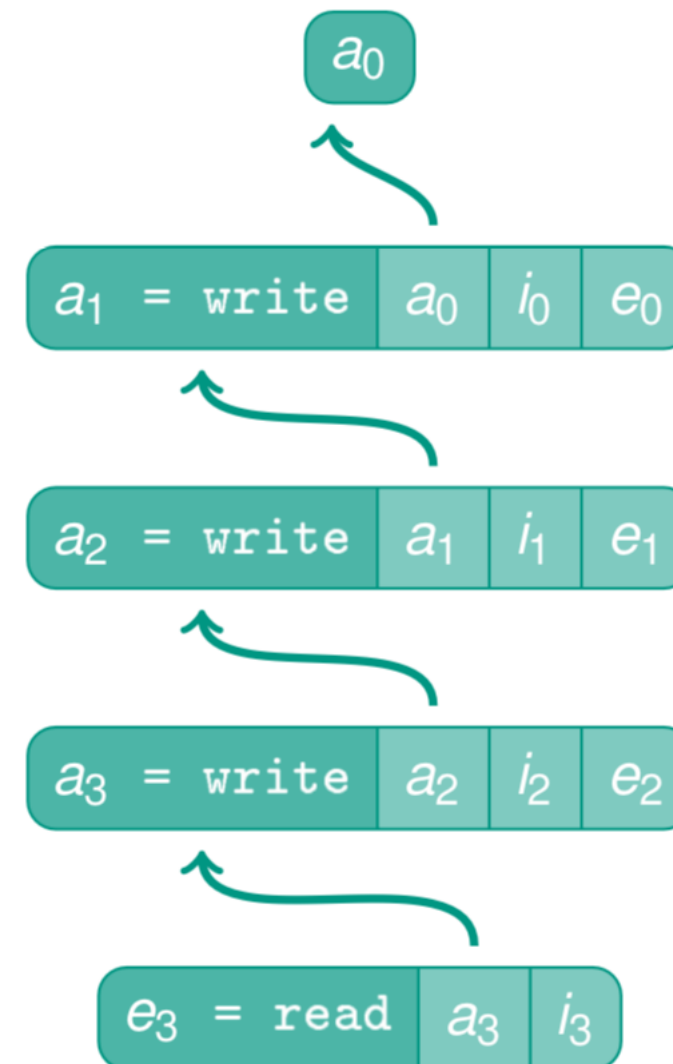 a₀
a₁ = write a₀ i₀ e₀
a₂ = write a₁ i₁ e₁
a₃ = write a₂ i₂ e₂
e₃ = read a₃ i₃